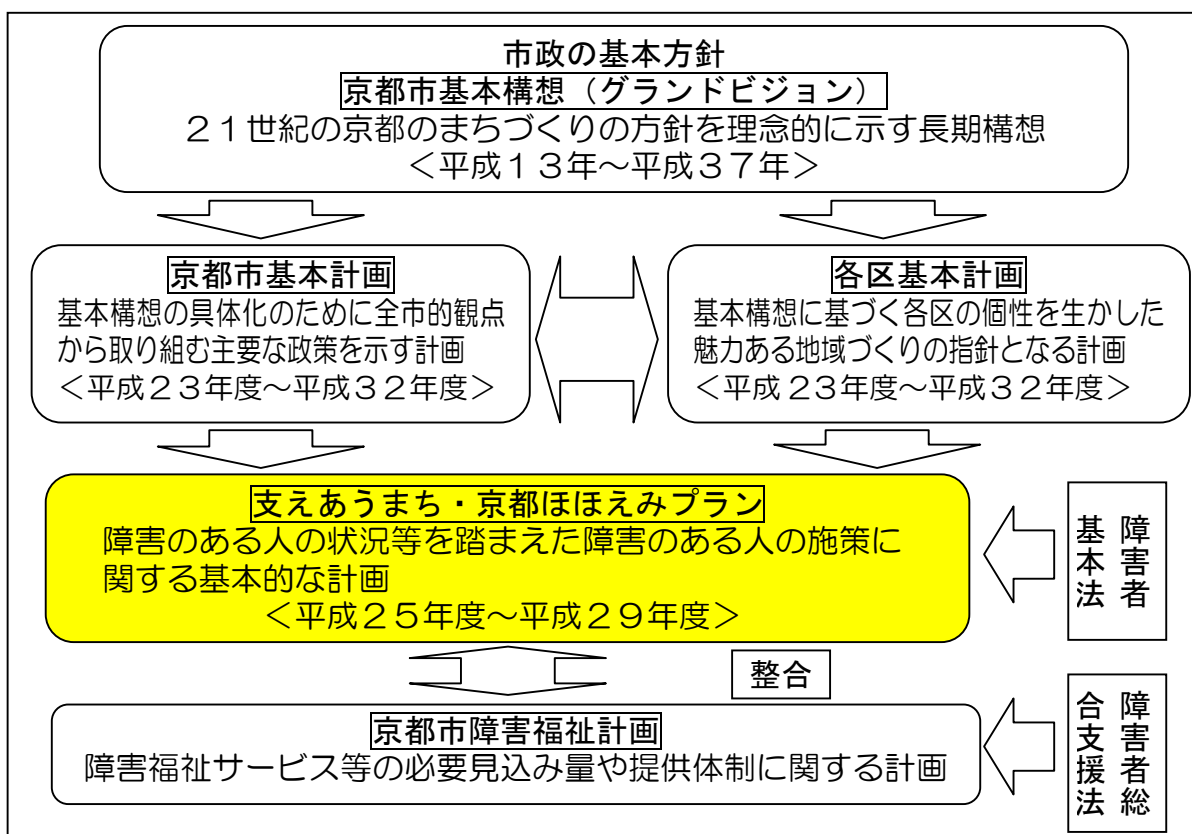 市政の基本方針
京都市基本構想（グランドビジョン）
２１世紀の京都のまちづくりの方針を理念的に示す長期構想
＜平成１３年～平成３７年＞
京都市基本計画
基本構想の具体化のために全市的観点
から取り組む主要な政策を示す計画
＜平成２３年度～平成３２年度＞
各区基本計画
基本構想に基づく各区の個性を生かした
魅力ある地域づくりの指針となる計画
＜平成２３年度～平成３２年度＞
支えあうまち・京都ほほえみプラン
障害のある人の状況等を踏まえた障害のある人の施策に
関する基本的な計画
＜平成２５年度～平成２９年度＞
障害者
基本法
整合
京都市障害福祉計画
障害福祉サービス等の必要見込み量や提供体制に関する計画
障害者総
合支援法